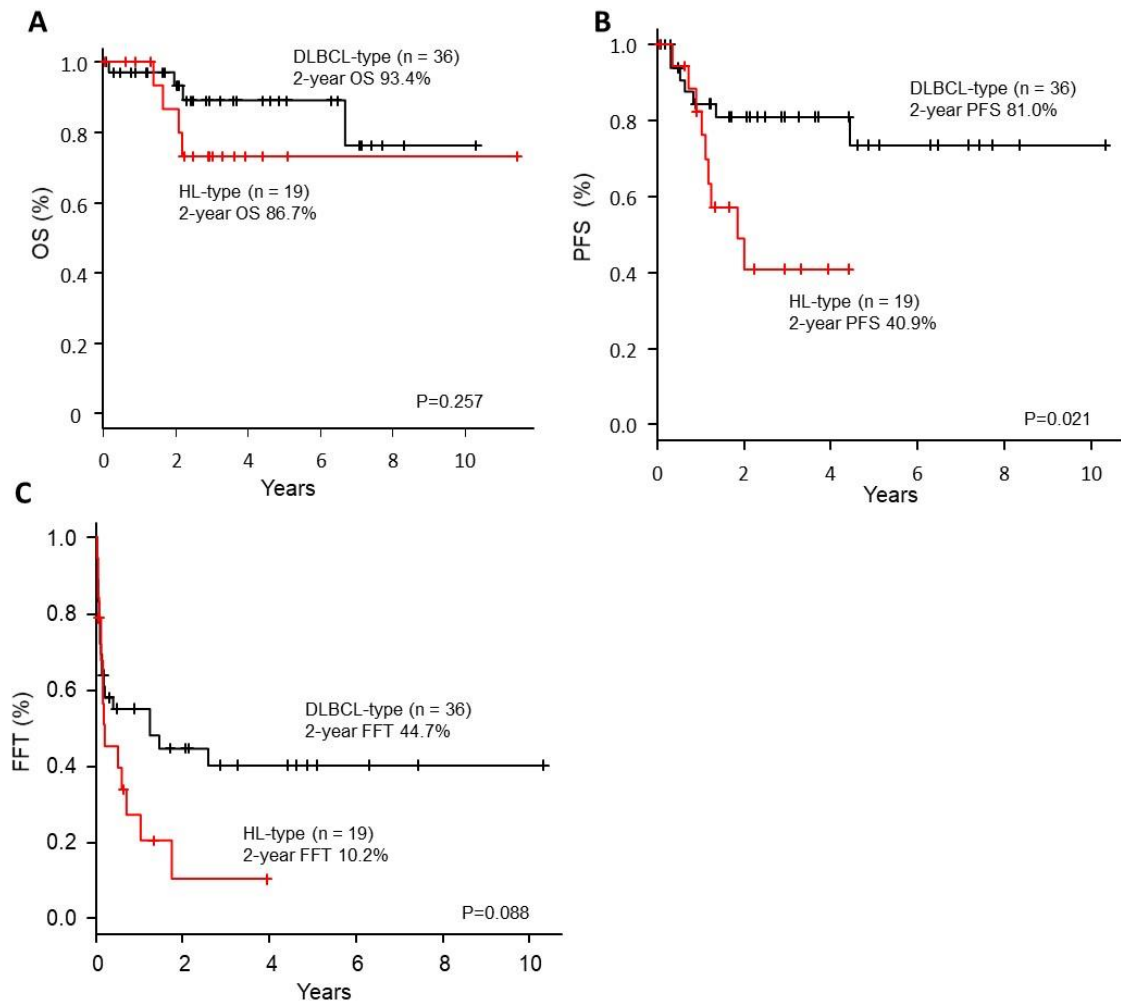 A
1.0
0.8
0.6
0.4
0.2
0
OS (%)
DLBCL-type (n = 36)
2-year OS 93.4%
HL-type (n = 19)
2-year OS 86.7%
P=0.257
0 2 4 6 8 10
Years
B
1.0
0.8
0.6
0.4
0.2
0.0
PFS (%)
DLBCL-type (n = 36)
2-year PFS 81.0%
HL-type (n = 19)
2-year PFS 40.9%
P=0.021
0 2 4 6 8 10
Years
C
1.0
0.8
0.6
0.4
0.2
0.0
FFT (%)
DLBCL-type (n = 36)
2-year FFT 44.7%
HL-type (n = 19)
2-year FFT 10.2%
P=0.088
0 2 4 6 8 10
Years